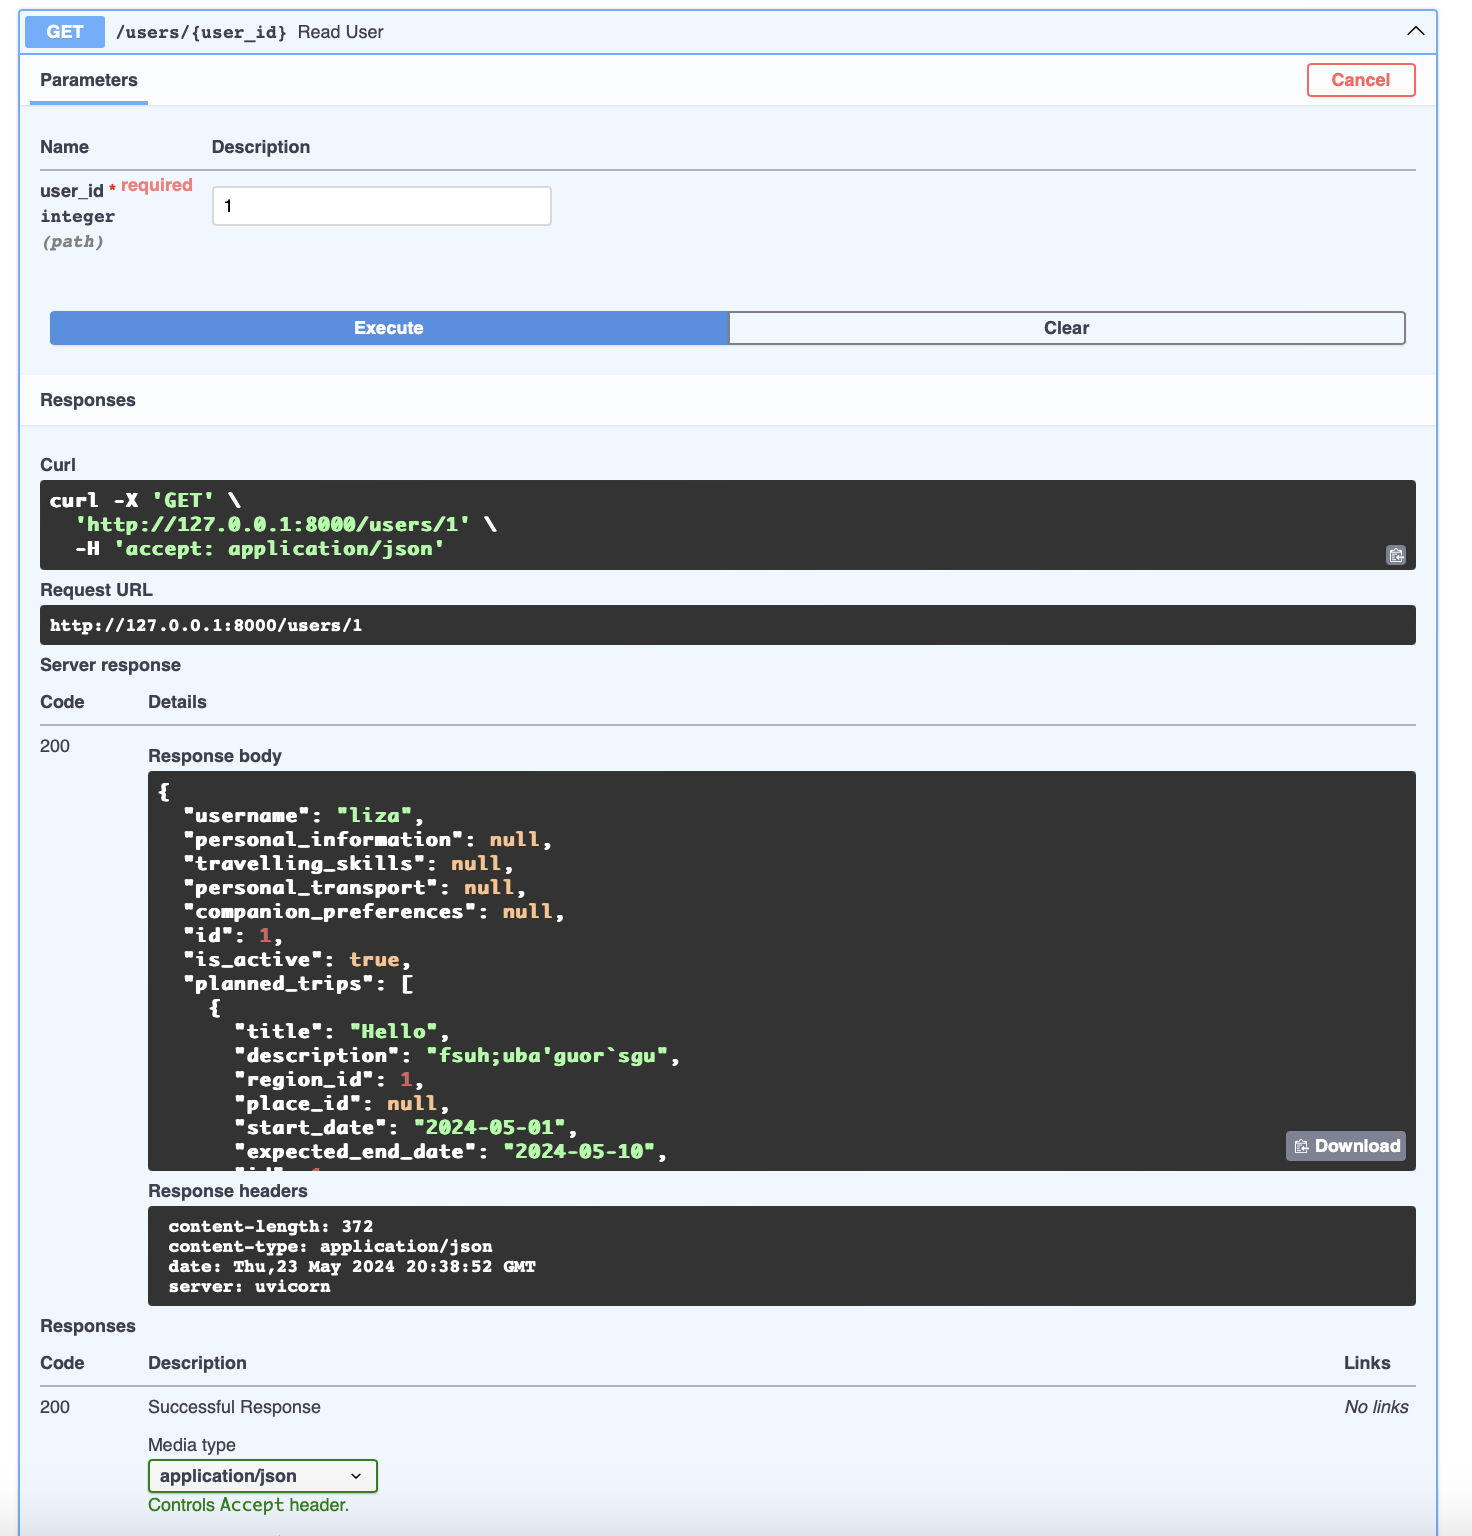 GET /users/{user_id} Read User
Parameters Cancel
Name Description
user_id * required
integer
(path)
1
Execute Clear
Responses
Curl
curl -X 'GET' \
'http://127.0.0.1:8000/users/1' \
-H 'accept: application/json'
Request URL
http://127.0.0.1:8000/users/1
Server response
Code Details
200
Response body
{
"username": "liza",
"personal_information": null,
"travelling_skills": null,
"personal_transport": null,
"companion_preferences": null,
"id": 1,
"is_active": true,
"planned_trips": [
{
"title": "Hello",
"description": "fsuh;uba'guor`sgu",
"region_id": 1,
"place_id": null,
"start_date": "2024-05-01",
"expected_end_date": "2024-05-10",
Download
Response headers
content-length: 372
content-type: application/json
date: Thu,23 May 2024 20:38:52 GMT
server: uvicorn
Responses
Code Description Links
200 Successful Response No links
Media type
application/json
Controls Accept header.